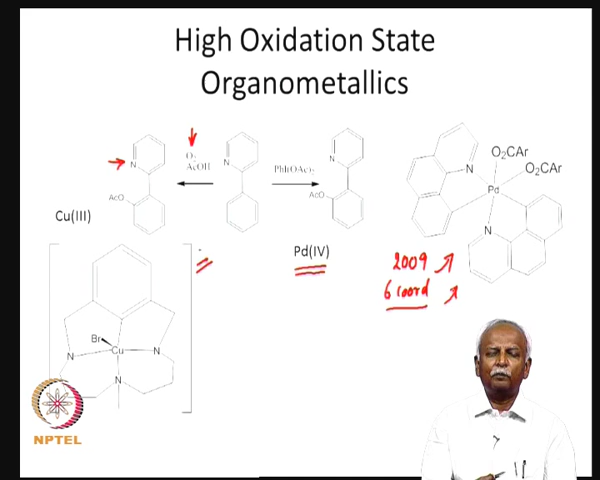 High Oxidation State
Organometallics
N
O₂
AcOH
N
PhI(OAc)₂
N
AcO
AcO
Cu(III)
Pd(IV)
N
O₂CAr
O₂CAr
Pd
N
2009
6 coord
Br
Cu
N
N
N
NPTEL